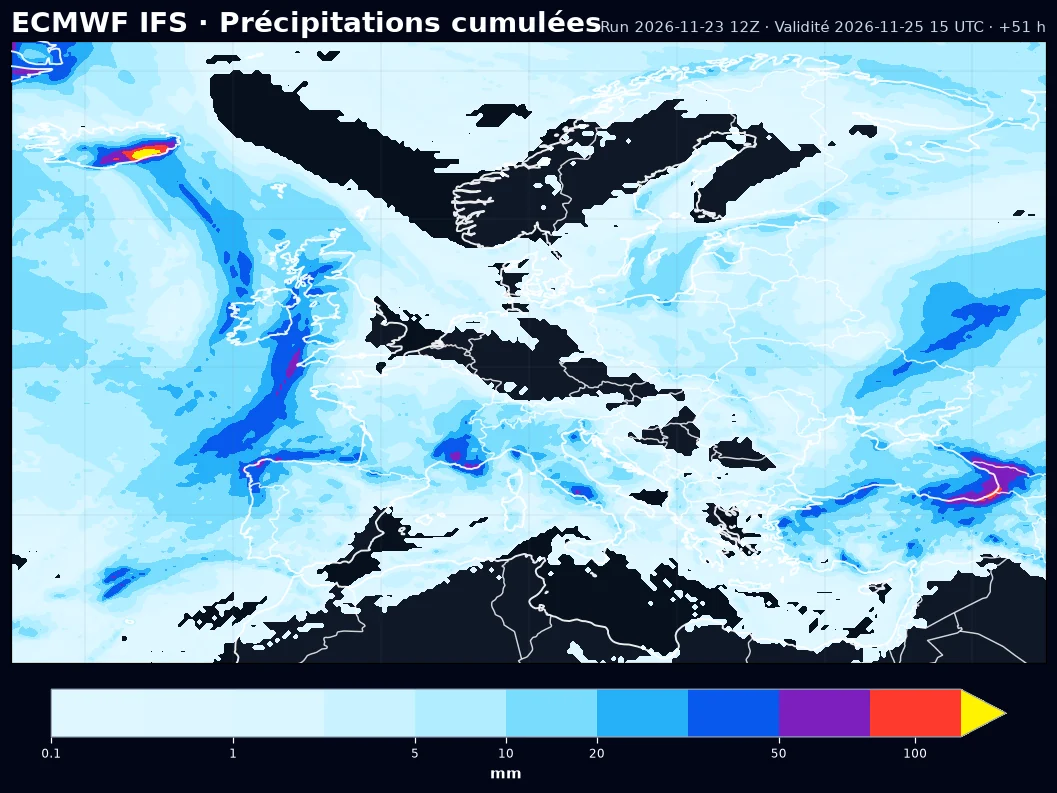 ECMWF IFS · Précipitations cumulées
Run 2026-11-23 12Z · Validité 2026-11-25 15 UTC · +51 h
0.1 1 5 10 20 50 100
mm